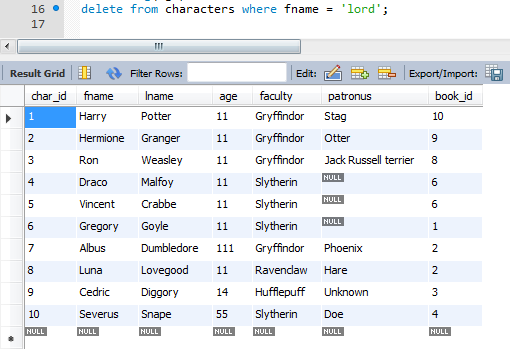 16 delete from characters where fname = 'lord';
17
Result Grid Filter Rows: Edit: Export/Import:
char_id fname lname age faculty patronus book_id
1 Harry Potter 11 Gryffindor Stag 10
2 Hermione Granger 11 Gryffindor Otter 9
3 Ron Weasley 11 Gryffindor Jack Russell terrier 8
4 Draco Malfoy 11 Slytherin NULL 6
5 Vincent Crabbe 11 Slytherin NULL 6
6 Gregory Goyle 11 Slytherin NULL 1
7 Albus Dumbledore 111 Gryffindor Phoenix 2
8 Luna Lovegood 11 Ravenclaw Hare 2
9 Cedric Diggory 14 Hufflepuff Unknown 3
10 Severus Snape 55 Slytherin Doe 4
NULL NULL NULL NULL NULL NULL NULL